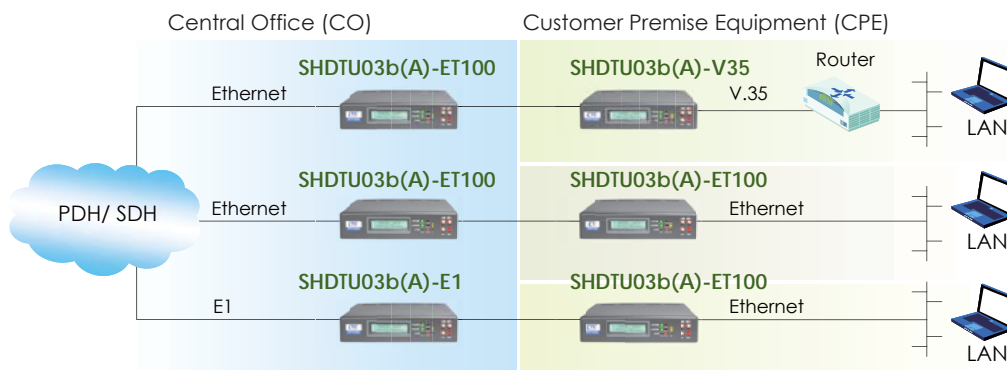 Central Office (CO)
Customer Premise Equipment (CPE)
SHDTU03b(A)-ET100
SHDTU03b(A)-V35
Router
Ethernet
V.35
LAN
PDH/ SDH
SHDTU03b(A)-ET100
SHDTU03b(A)-ET100
Ethernet
Ethernet
LAN
SHDTU03b(A)-E1
SHDTU03b(A)-ET100
E1
Ethernet
LAN